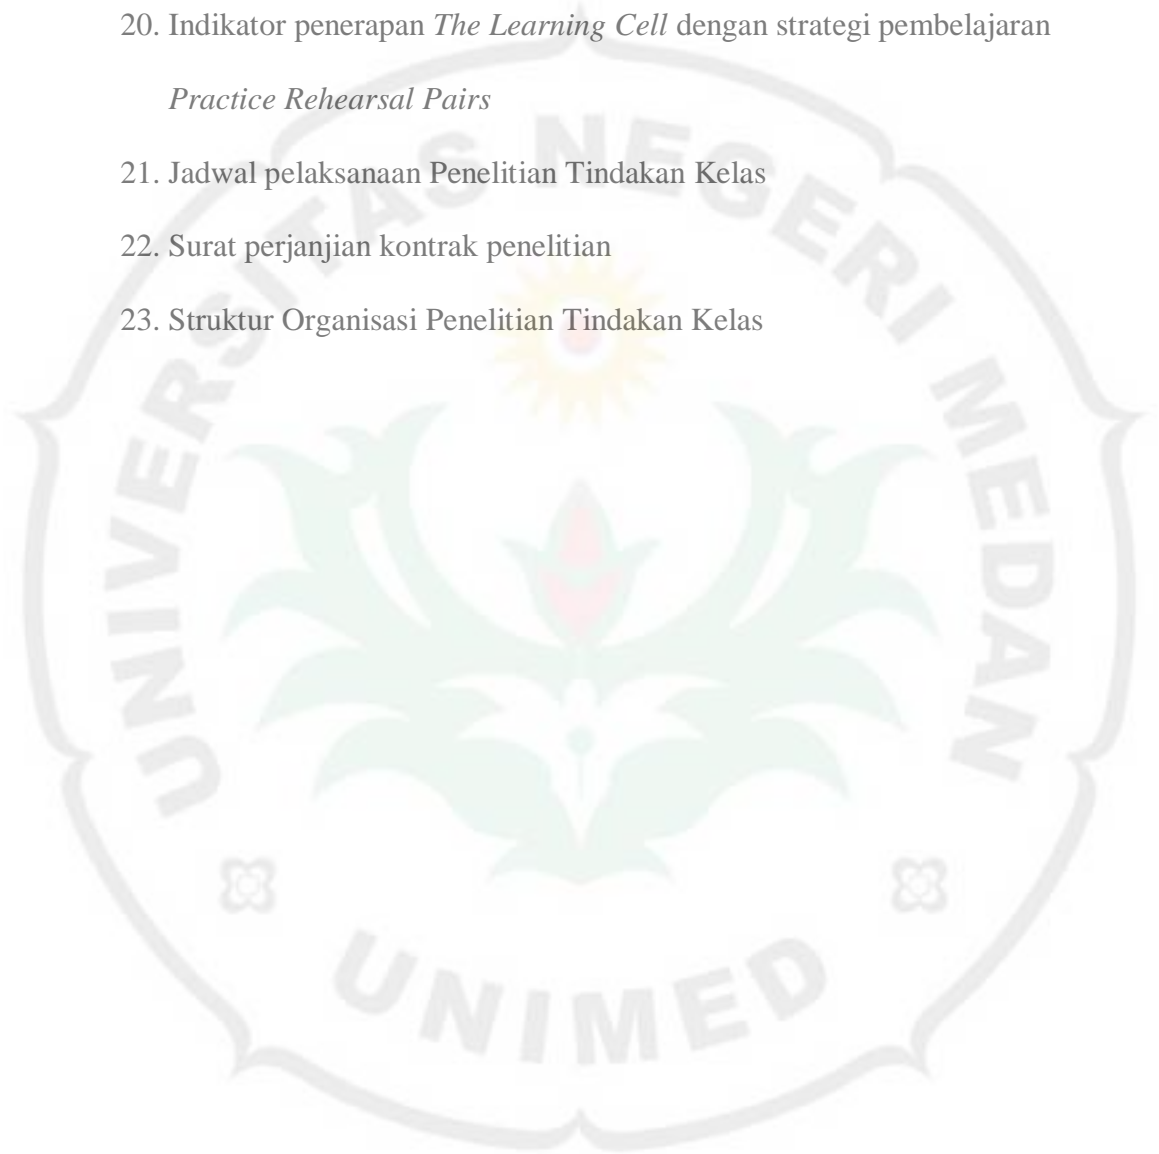 20. Indikator penerapan The Learning Cell dengan strategi pembelajaran
Practice Rehearsal Pairs
21. Jadwal pelaksanaan Penelitian Tindakan Kelas
22. Surat perjanjian kontrak penelitian
23. Struktur Organisasi Penelitian Tindakan Kelas
UNIVERSITAS NEGERI MEDAN
UNIMED